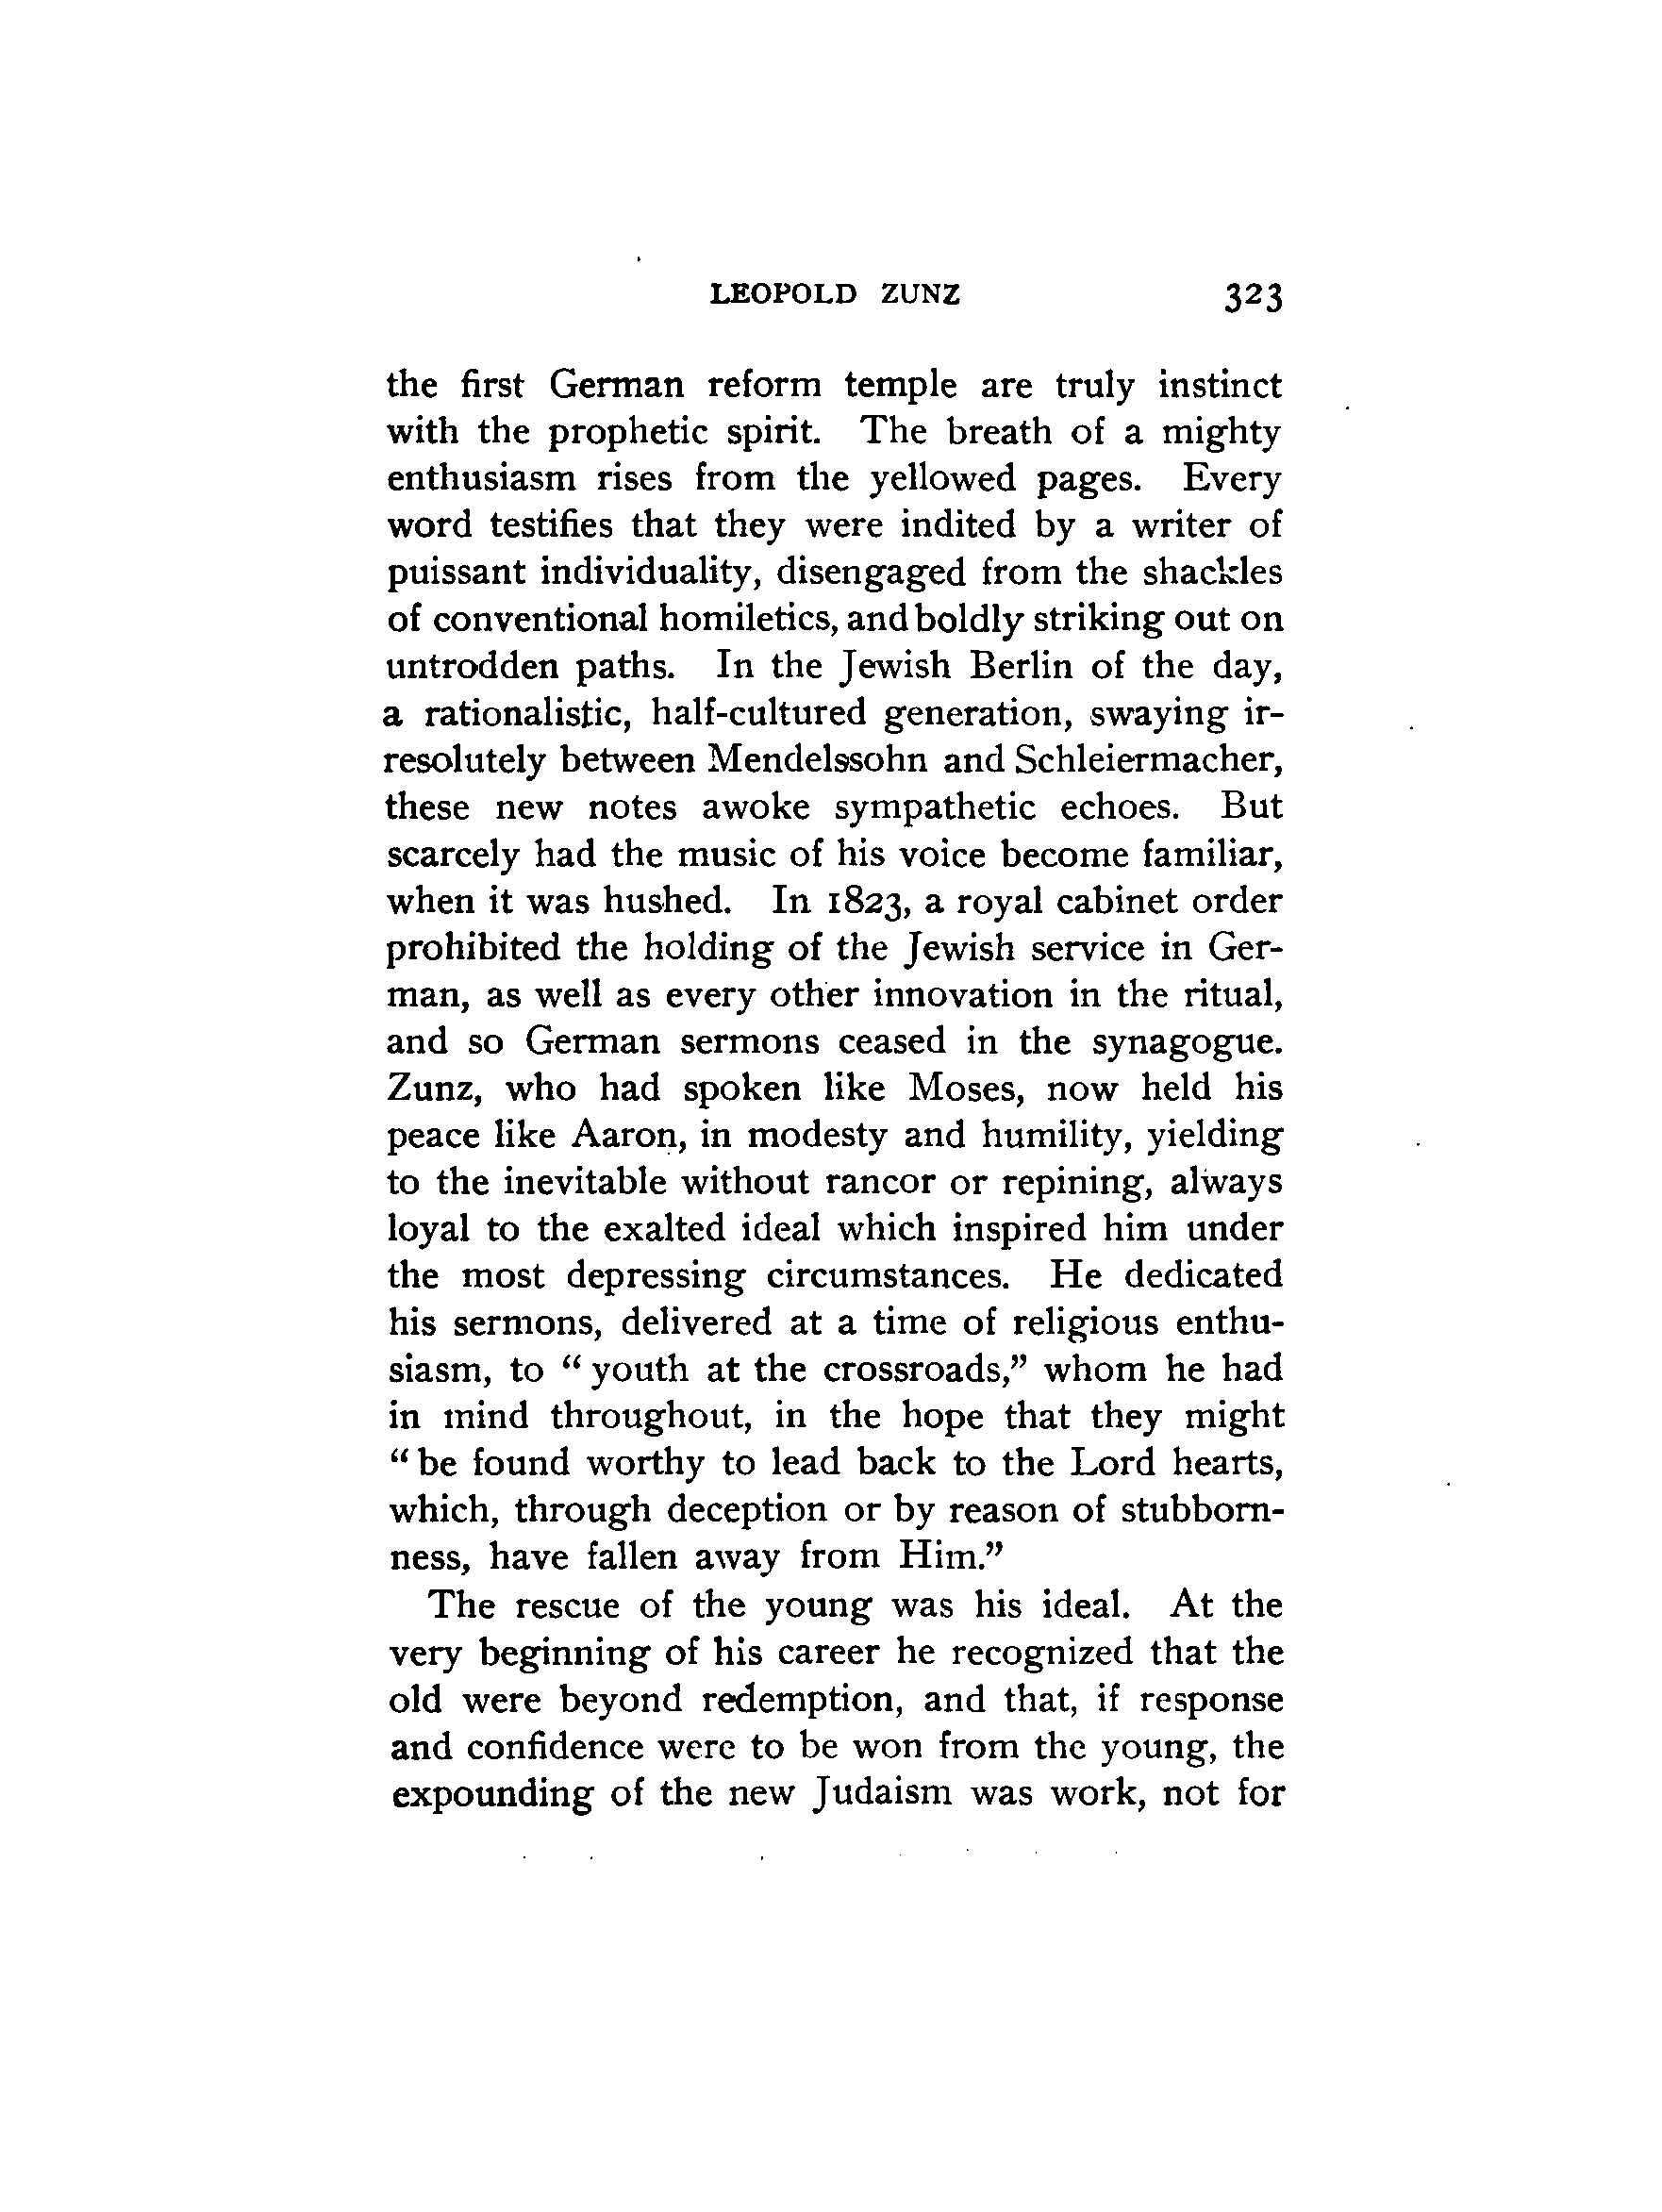 LEOPOLD ZUNZ 323
the first German reform temple are truly instinct
with the prophetic spirit. The breath of a mighty
enthusiasm rises from the yellowed pages. Every
word testifies that they were indited by a writer of
puissant individuality, disengaged from the shackles
of conventional homiletics, and boldly striking out on
untrodden paths. In the Jewish Berlin of the day,
a rationalistic, half-cultured generation, swaying ir-
resolutely between Mendelssohn and Schleiermacher,
these new notes awoke sympathetic echoes. But
scarcely had the music of his voice become familiar,
when it was hushed. In 1823, a royal cabinet order
prohibited the holding of the Jewish service in Ger-
man, as well as every other innovation in the ritual,
and so German sermons ceased in the synagogue.
Zunz, who had spoken like Moses, now held his
peace like Aaron, in modesty and humility, yielding
to the inevitable without rancor or repining, always
loyal to the exalted ideal which inspired him under
the most depressing circumstances. He dedicated
his sermons, delivered at a time of religious enthu-
siasm, to “ youth at the crossroads,” whom he had
in mind throughout, in the hope that they might
“ be found worthy to lead back to the Lord hearts,
which, through deception or by reason of stubborn-
ness, have fallen away from Him.”
The rescue of the young was his ideal. At the
very beginning of his career he recognized that the
old were beyond redemption, and that, if response
and confidence were to be won from the young, the
expounding of the new Judaism was work, not for